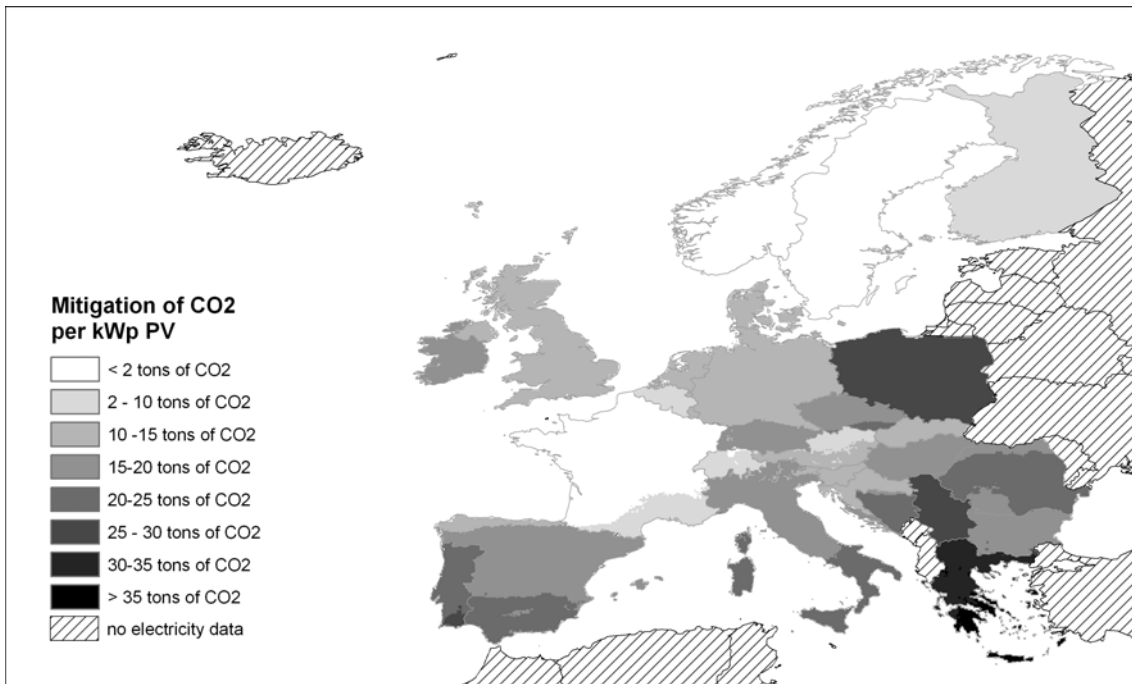 Mitigation of CO2
per kWp PV
< 2 tons of CO2
2 - 10 tons of CO2
10 -15 tons of CO2
15-20 tons of CO2
20-25 tons of CO2
25 - 30 tons of CO2
30-35 tons of CO2
> 35 tons of CO2
no electricity data